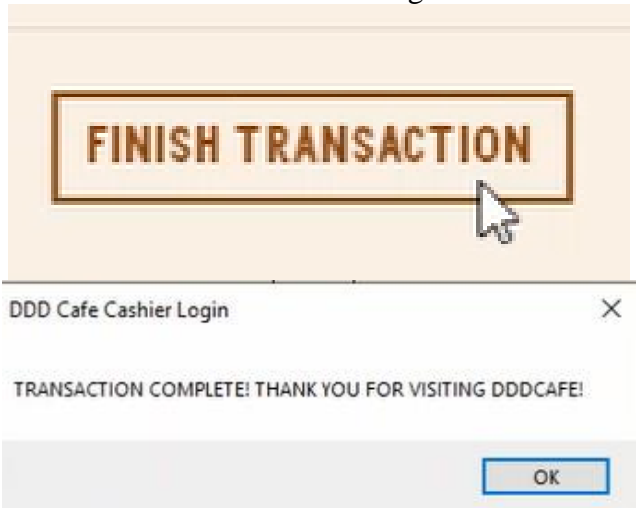 FINISH TRANSACTION
DDD Cafe Cashier Login
TRANSACTION COMPLETE! THANK YOU FOR VISITING DDDCAFE!
OK